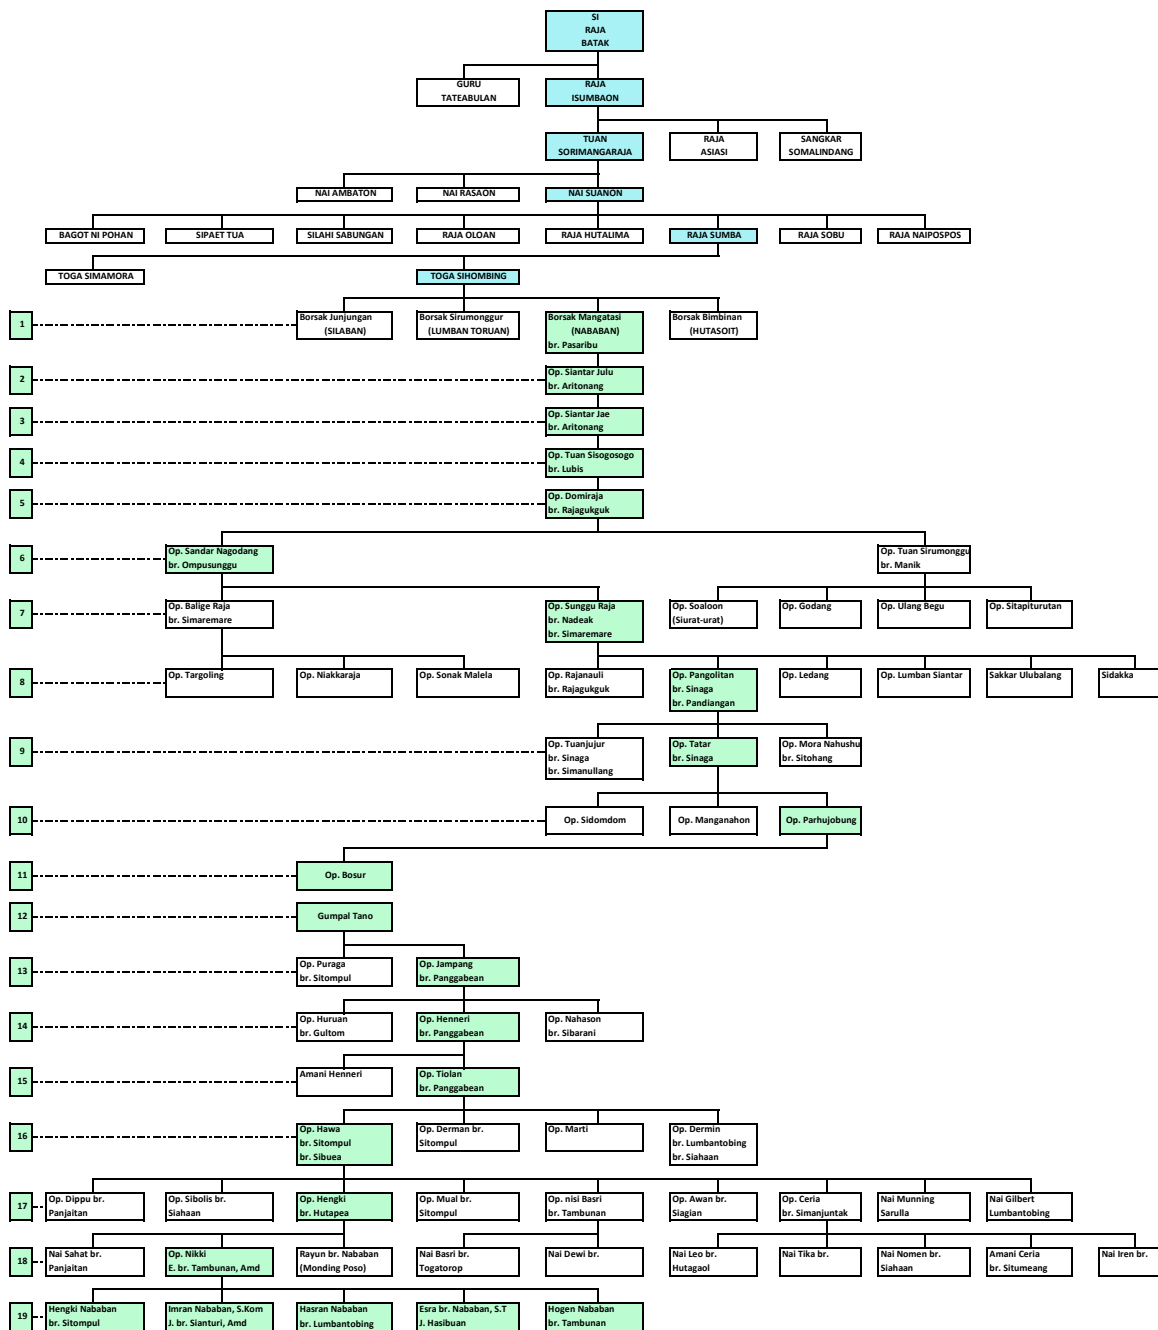 SI
RAJA
BATAK
GURU
TATEABULAN
RAJA
ISUMBAON
TUAN
SORIMANGARAJA
RAJA
ASIASI
SANGKAR
SOMALINDANG
NAI AMBATON
NAI RASAON
NAI SUANON
BAGOT NI POHAN
SIPAET TUA
SILAHI SABUNGAN
RAJA OLOAN
RAJA HUTALIMA
RAJA SUMBA
RAJA SOBU
RAJA NAIPOSPOS
TOGA SIMAMORA
TOGA SIHOMBING
1
Borsak Junjungan
(SILABAN)
Borsak Sirumonggur
(LUMBAN TORUAN)
Borsak Mangatasi
(NABABAN)
br. Pasaribu
Borsak Bimbinan
(HUTASOIT)
2
Op. Siantar Julu
br. Aritonang
3
Op. Siantar Jae
br. Aritonang
4
Op. Tuan Sisogosogo
br. Lubis
5
Op. Domiraja
br. Rajagukguk
6
Op. Sandar Nagodang
br. Ompusunggu
Op. Tuan Sirumonggu
br. Manik
7
Op. Balige Raja
br. Simaremare
Op. Sunggu Raja
br. Nadeak
br. Simaremare
Op. Soaloon
(Siurat-urat)
Op. Godang
Op. Ulang Begu
Op. Sitapiturutan
8
Op. Targoling
Op. Niakkaraja
Op. Sonak Malela
Op. Rajanauli
br. Rajagukguk
Op. Pangolitan
br. Sinaga
br. Pandiangan
Op. Ledang
Op. Lumban Siantar
Sakkar Ulubalang
Sidakka
9
Op. Tuanjujur
br. Sinaga
br. Simanullang
Op. Tatar
br. Sinaga
Op. Mora Nahushu
br. Sitohang
10
Op. Sidomdom
Op. Manganahon
Op. Parhujobung
11
Op. Bosur
12
Gumpal Tano
13
Op. Puraga
br. Sitompul
Op. Jampang
br. Panggabean
14
Op. Huruan
br. Gultom
Op. Henneri
br. Panggabean
Op. Nahason
br. Sibarani
15
Amani Henneri
Op. Tiolan
br. Panggabean
16
Op. Hawa
br. Sitompul
br. Sibuea
Op. Derman br.
Sitompul
Op. Marti
Op. Dermin
br. Lumbantobing
br. Siahaan
17
Op. Dippu br.
Panjaitan
Op. Sibolis br.
Siahaan
Op. Hengki
br. Hutapea
Op. Mual br.
Sitompul
Op. nisi Basri
br. Tambunan
Op. Awan br.
Siagian
Op. Ceria
br. Simanjuntak
Nai Munning
Sarulla
Nai Gilbert
Lumbantobing
18
Nai Sahat br.
Panjaitan
Op. Nikki
E. br. Tambunan, Amd
Rayun br. Nababan
(Monding Poso)
Nai Basri br.
Togatorop
Nai Dewi br.
Nai Leo br.
Hutagaol
Nai Tika br.
Nai Nomen br.
Siahaan
Amani Ceria
br. Situmeang
Nai Iren br.
19
Hengki Nababan
br. Sitompul
Imran Nababan, S.Kom
J. br. Sianturi, Amd
Hasran Nababan
br. Lumbantobing
Esra br. Nababan, S.T
J. Hasibuan
Hogen Nababan
br. Tambunan